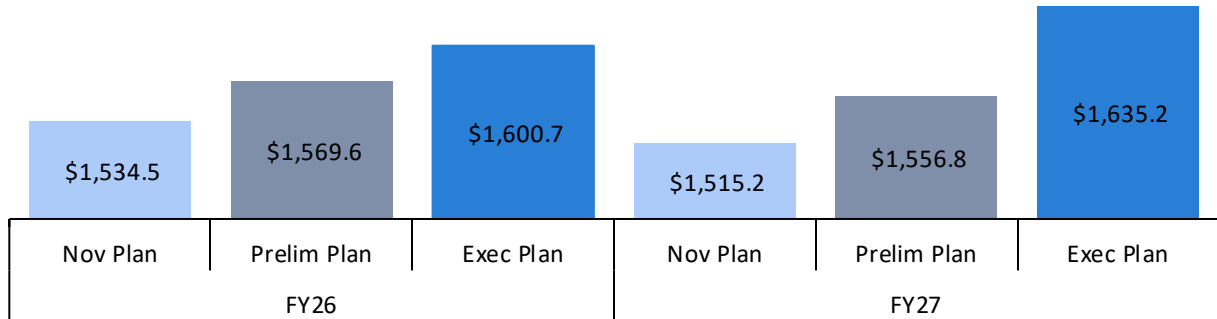 $1,534.5 $1,569.6 $1,600.7 $1,515.2 $1,556.8 $1,635.2
Nov Plan Prelim Plan Exec Plan Nov Plan Prelim Plan Exec Plan
FY26 FY27